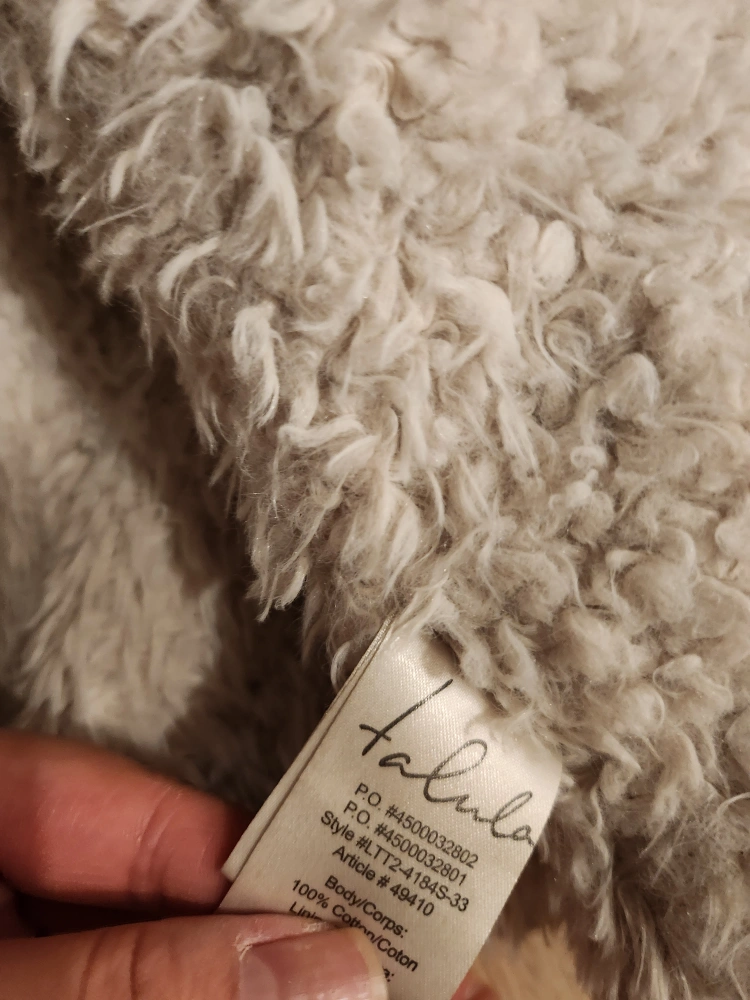 talula
P.O. #4500032802
P.O. #4500032801
Style #LTT2-4184S-33
Article # 49410
Body/Corps:
100% Cotton/Coton